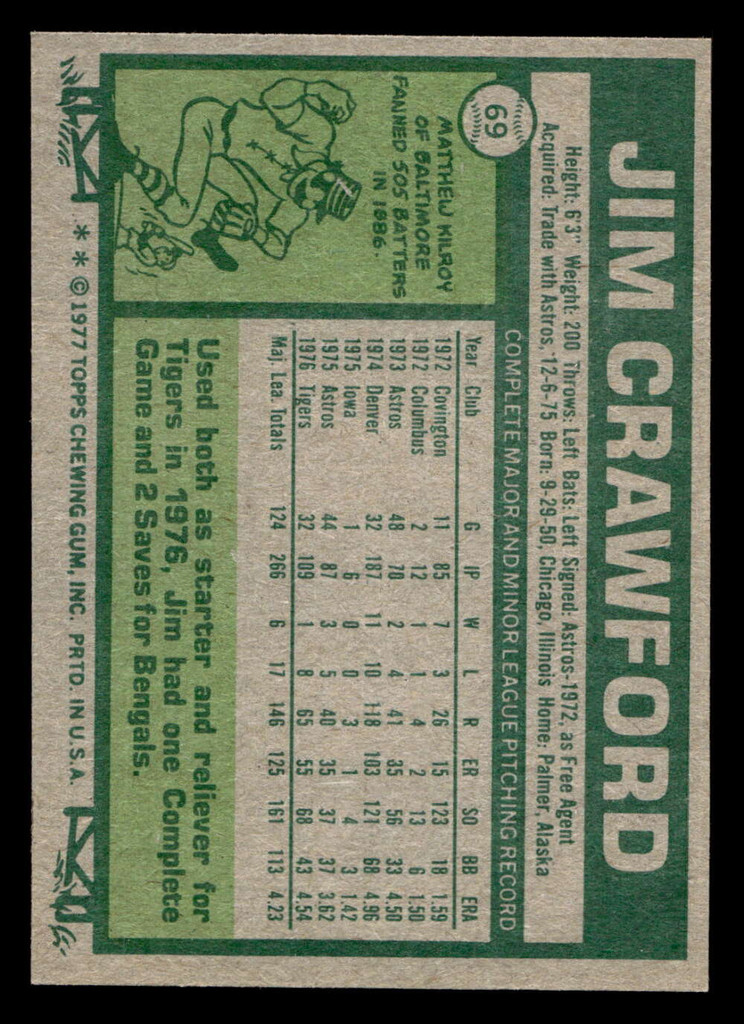 JIM CRAWFORD
69
Height: 6'3" Weight: 200 Throws: Left Bats: Left Signed: Astros-1972, as Free Agent
Acquired: Trade with Astros, 12-6-75 Born: 9-29-50, Chicago, Illinois Home: Palmer, Alaska
MATTHEW KILROY
OF BALTIMORE
FANNED 505 BATTERS
IN 1886.
COMPLETE MAJOR AND MINOR LEAGUE PITCHING RECORD
Year Club G IP W L R ER SO BB ERA
1972 Covington 11 85 7 3 26 15 123 18 1.59
1972 Columbus 2 12 1 1 4 2 13 6 1.50
1973 Astros 48 70 2 4 41 35 56 33 4.50
1974 Denver 32 187 11 10 118 103 121 68 4.96
1975 Iowa 1 6 0 0 3 1 4 3 1.42
1975 Astros 44 87 3 5 40 35 37 37 3.62
1976 Tigers 32 109 1 8 65 55 68 43 4.54
Maj. Lea. Totals 124 266 6 17 146 125 161 113 4.23
Used both as starter and reliever for
Tigers in 1976, Jim had one Complete
Game and 2 Saves for Bengals.
* * © 1977 TOPPS CHEWING GUM, INC. PRTD. IN U.S.A.